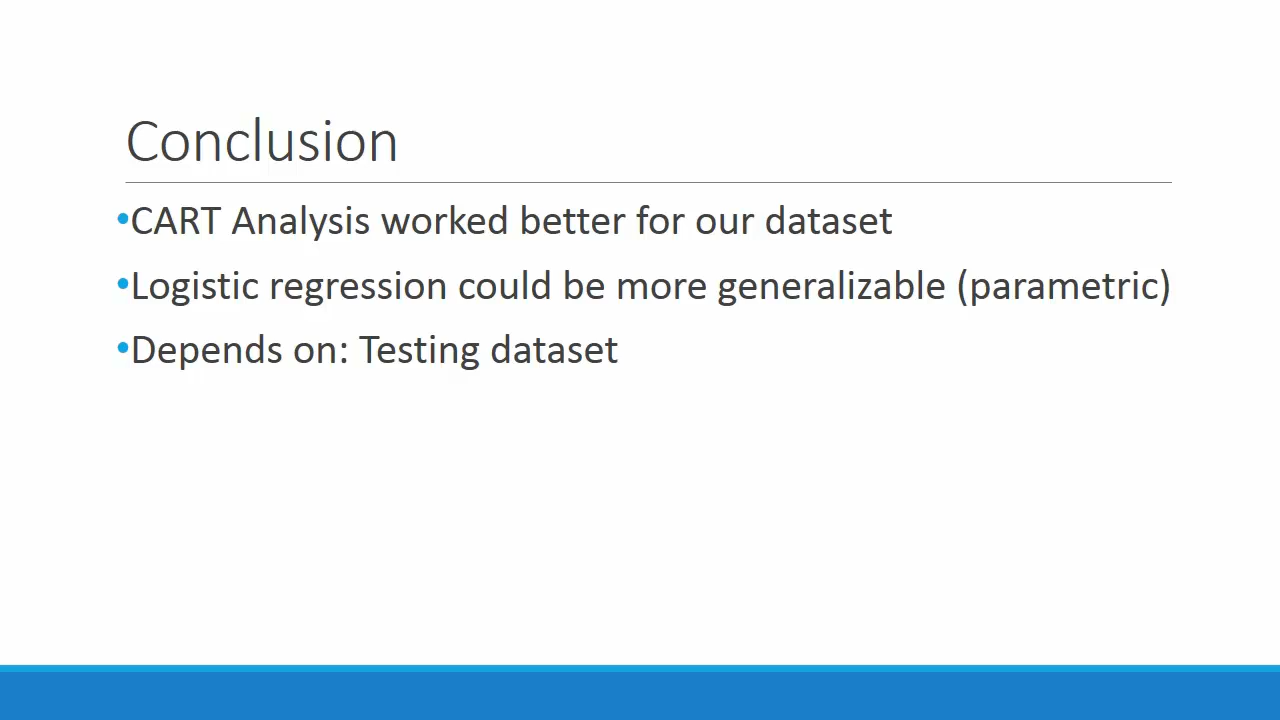 Conclusion
•CART Analysis worked better for our dataset
•Logistic regression could be more generalizable (parametric)
•Depends on: Testing dataset